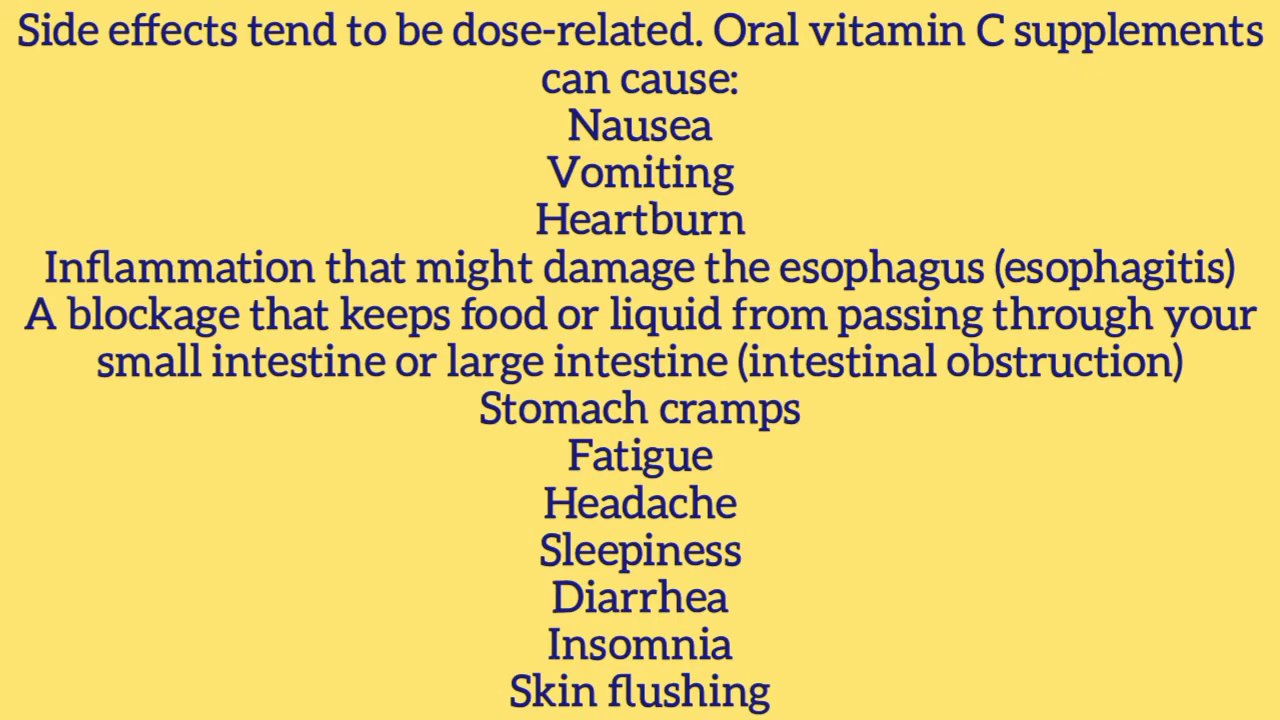 Side effects tend to be dose-related. Oral vitamin C supplements
can cause:
Nausea
Vomiting
Heartburn
Inflammation that might damage the esophagus (esophagitis)
A blockage that keeps food or liquid from passing through your
small intestine or large intestine (intestinal obstruction)
Stomach cramps
Fatigue
Headache
Sleepiness
Diarrhea
Insomnia
Skin flushing